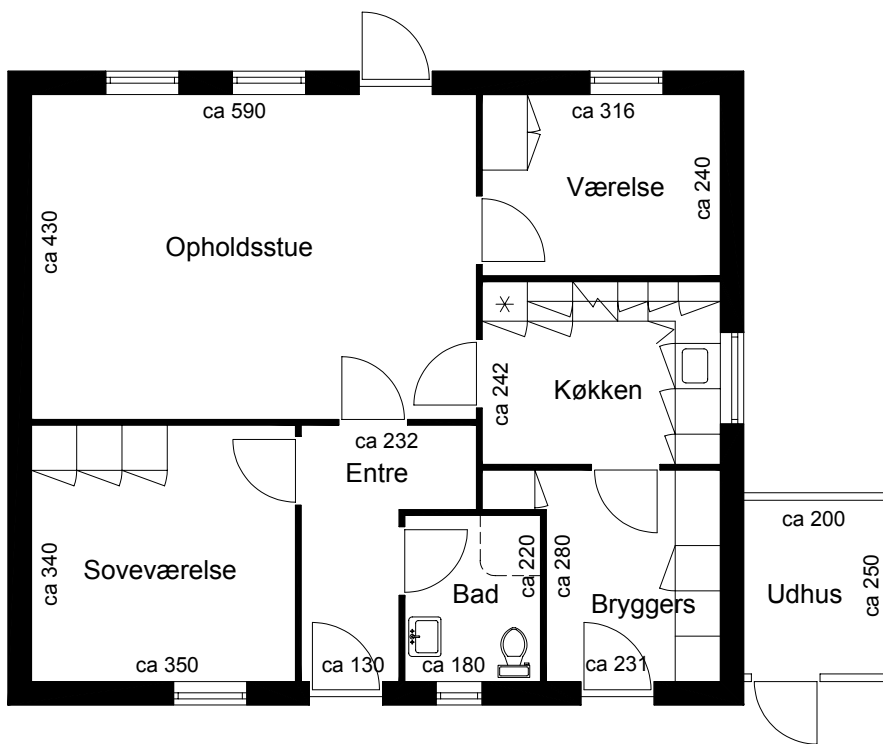 ca 590
ca 316
Værelse
ca 240
ca 430
Opholdsstue
ca 242
Køkken
ca 232
Entre
ca 340
Soveværelse
ca 220
ca 280
Bad
Bryggers
ca 200
ca 250
Udhus
ca 350
ca 130
ca 180
ca 231